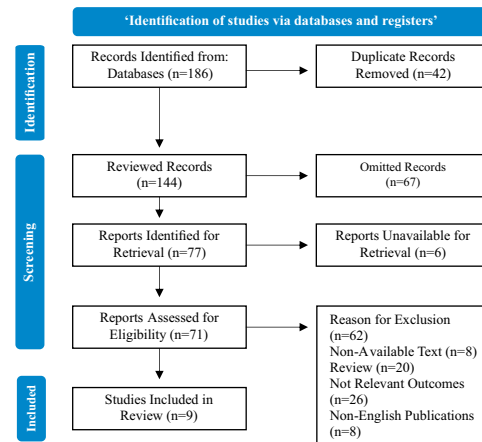 ‘Identification of studies via databases and registers’
Identification
Records Identified from:
Databases (n=186)
Duplicate Records
Removed (n=42)
Screening
Reviewed Records
(n=144)
Omitted Records
(n=67)
Reports Identified for
Retrieval (n=77)
Reports Unavailable for
Retrieval (n=6)
Reports Assessed for
Eligibility (n=71)
Reason for Exclusion
(n=62)
Non-Available Text (n=8)
Review (n=20)
Not Relevant Outcomes
(n=26)
Non-English Publications
(n=8)
Included
Studies Included in
Review (n=9)